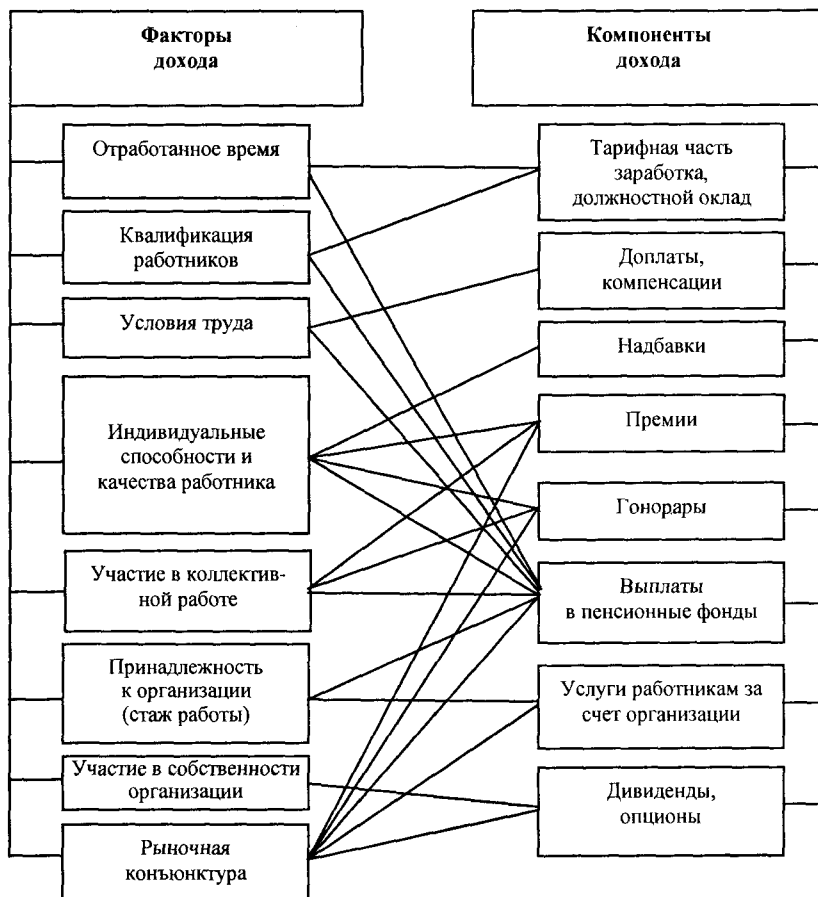 Факторы
дохода
Компоненты
дохода
Отработанное время
Квалификация
работников
Условия труда
Индивидуальные
способности и
качества работника
Участие в коллектив-
ной работе
Принадлежность
к организации
(стаж работы)
Участие в собственности
организации
Рыночная
конъюнктура
Тарифная часть
заработка,
должностной оклад
Доплаты,
компенсации
Надбавки
Премии
Гонорары
Выплаты
в пенсионные фонды
Услуги работникам за
счет организации
Дивиденды,
опционы